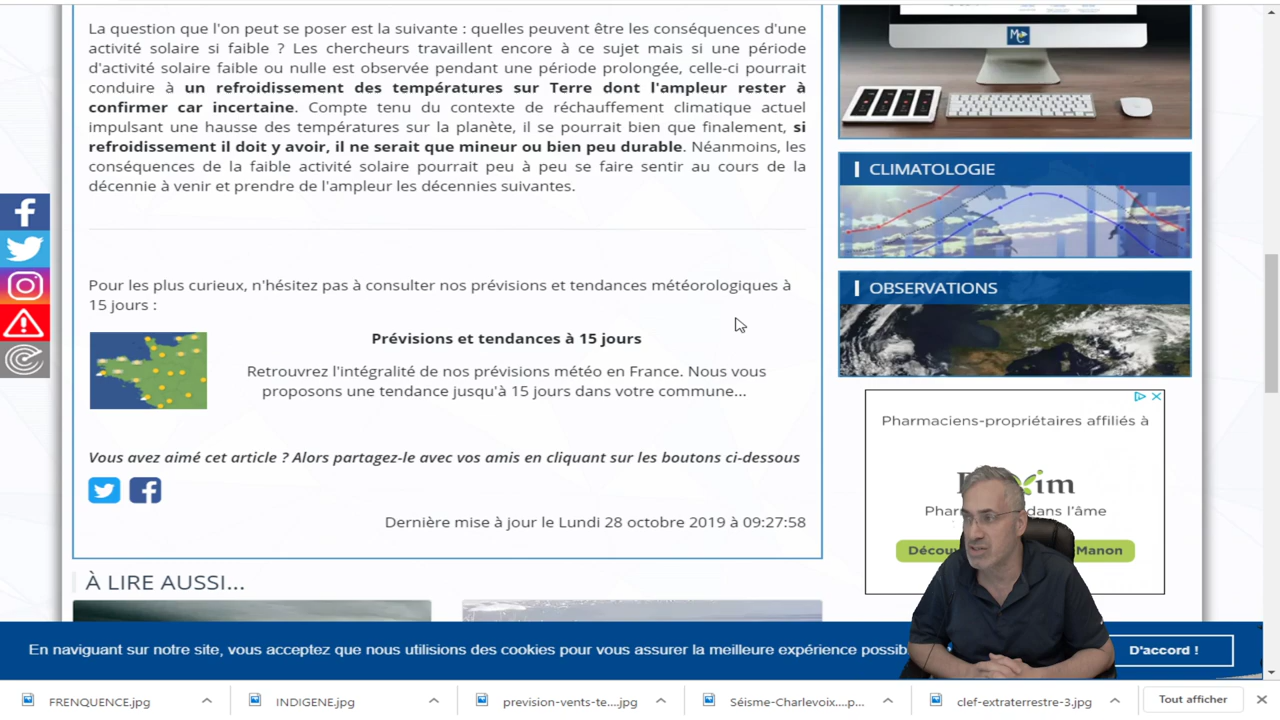 La question que l'on peut se poser est la suivante : quelles peuvent être les conséquences d'une
activité solaire si faible ? Les chercheurs travaillent encore à ce sujet mais si une période
d'activité solaire faible ou nulle est observée pendant une période prolongée, celle-ci pourrait
conduire à un refroidissement des températures sur Terre dont l'ampleur rester à
confirmer car incertaine. Compte tenu du contexte de réchauffement climatique actuel
impulsant une hausse des températures sur la planète, il se pourrait bien que finalement, si
refroidissement il doit y avoir, il ne serait que mineur ou bien peu durable. Néanmoins, les
conséquences de la faible activité solaire pourrait peu à peu se faire sentir au cours de la
décennie à venir et prendre de l'ampleur les décennies suivantes.
Pour les plus curieux, n'hésitez pas à consulter nos prévisions et tendances météorologiques à
15 jours :
Prévisions et tendances à 15 jours
Retrouvrez l'intégralité de nos prévisions météo en France. Nous vous
proposons une tendance jusqu'à 15 jours dans votre commune...
Vous avez aimé cet article ? Alors partagez-le avec vos amis en cliquant sur les boutons ci-dessous
Dernière mise à jour le Lundi 28 octobre 2019 à 09:27:58
À LIRE AUSSI...
MC
CLIMATOLOGIE
OBSERVATIONS
Pharmaciens-propriétaires affiliés à
dans l'âme
Manon
En naviguant sur notre site, vous acceptez que nous utilisions des cookies pour vous assurer la meilleure expérience possib
D'accord !
FRENQUENCE.jpg
INDIGENE.jpg
prevision-vents-te....jpg
Séisme-Charlevoix....p...
clef-extraterrestre-3.jpg
Tout afficher